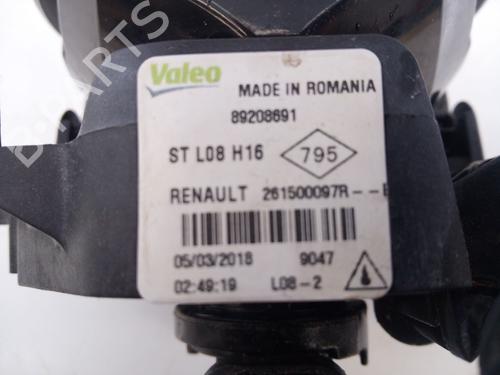 Valeo
MADE IN ROMANIA
89208691
ST L08 H16
795
RENAULT 261500097R--
05/03/2018
9047
02:49:19
L08-2